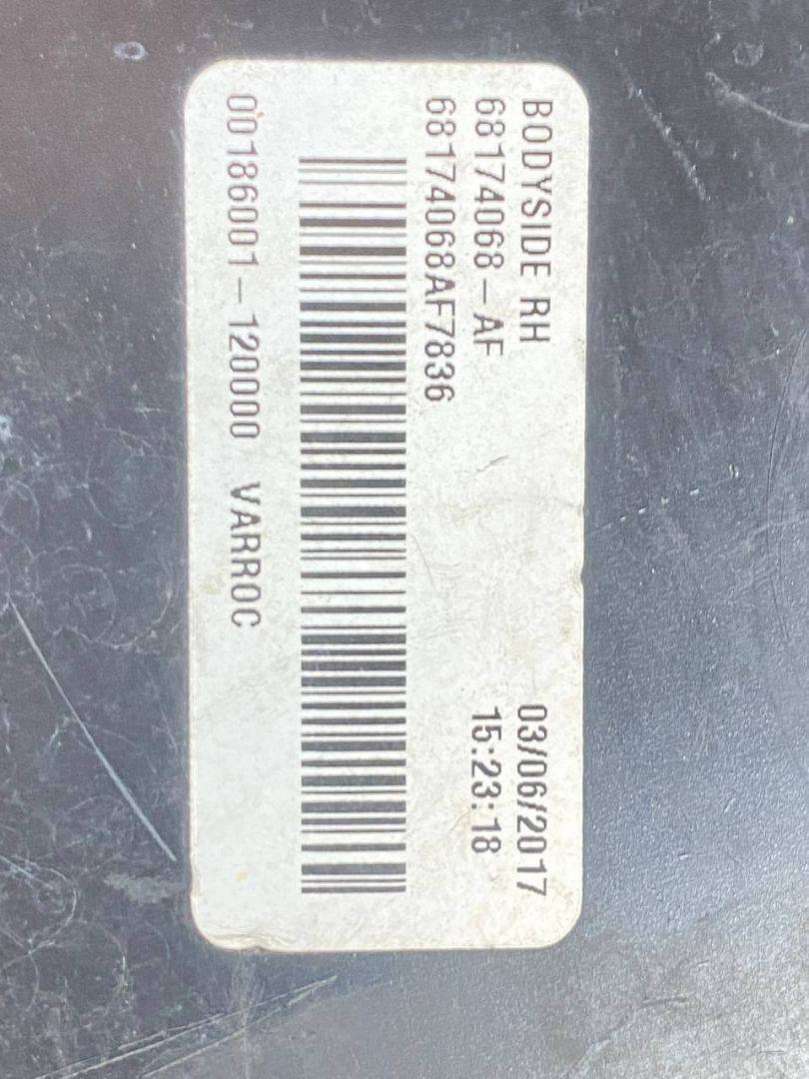 BODYSIDE RH 03/06/2017
68174068-AF 15:23:18
68174068AF7836
00186001-120000 VARROC